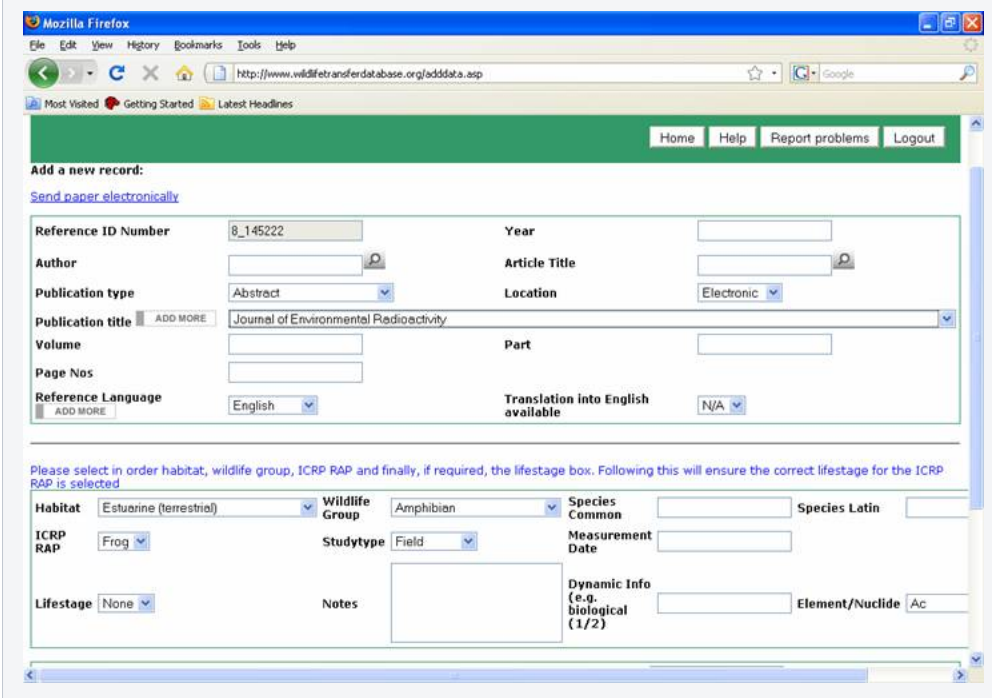 Mozilla Firefox
File Edit View History Bookmarks Tools Help
http://www.wildlifetransferdatabase.org/adddata.asp
G Google
Most Visited Getting Started Latest Headlines
Home Help Report problems Logout
Add a new record:
Send paper electronically
Reference ID Number 8_145222 Year
Author Article Title
Publication type Abstract Location Electronic
Publication title ADD MORE Journal of Environmental Radioactivity
Volume Part
Page Nos
Reference Language ADD MORE English Translation into English available N/A
Please select in order habitat, wildlife group, ICRP RAP and finally, if required, the lifestage box. Following this will ensure the correct lifestage for the ICRP
RAP is selected
Habitat Estuarine (terrestrial) Wildlife Group Amphibian Species Common Species Latin
ICRP RAP Frog Studytype Field Measurement Date
Lifestage None Notes Dynamic Info (e.g. biological (1/2) Element/Nuclide Ac